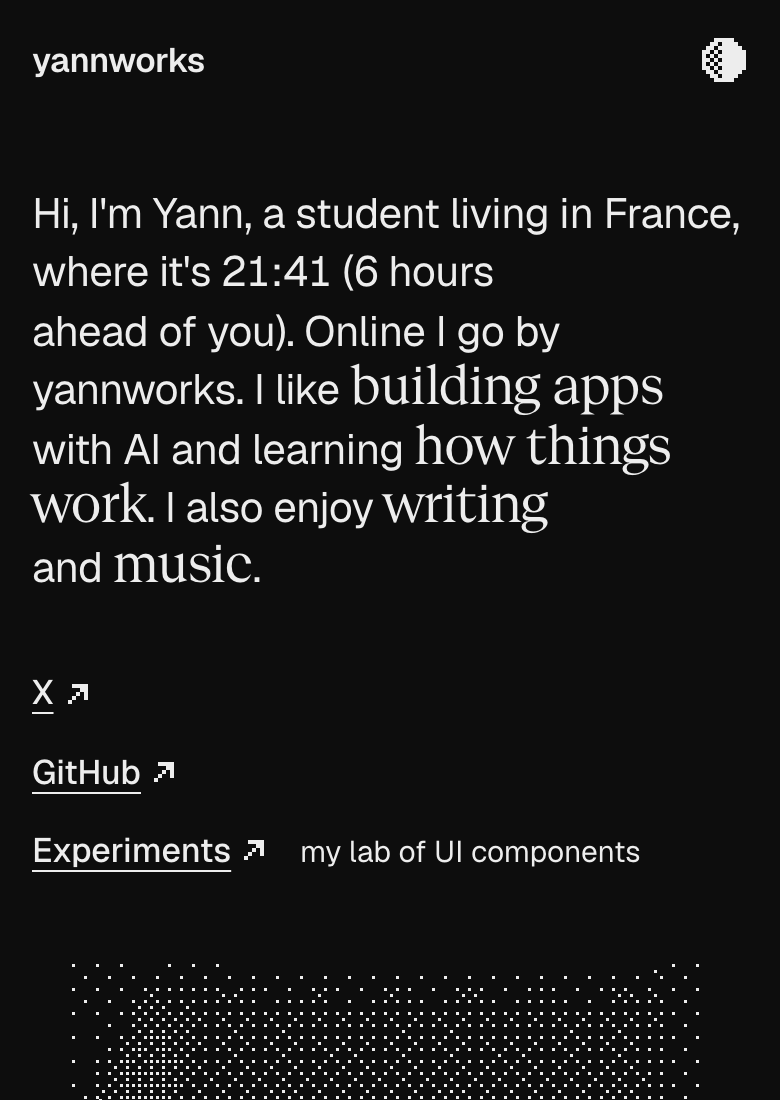 yannworks
Hi, I'm Yann, a student living in France,
where it's 21:41 (6 hours
ahead of you). Online I go by
yannworks. I like building apps
with AI and learning how things
work. I also enjoy writing
and music.
X
GitHub
Experiments my lab of UI components